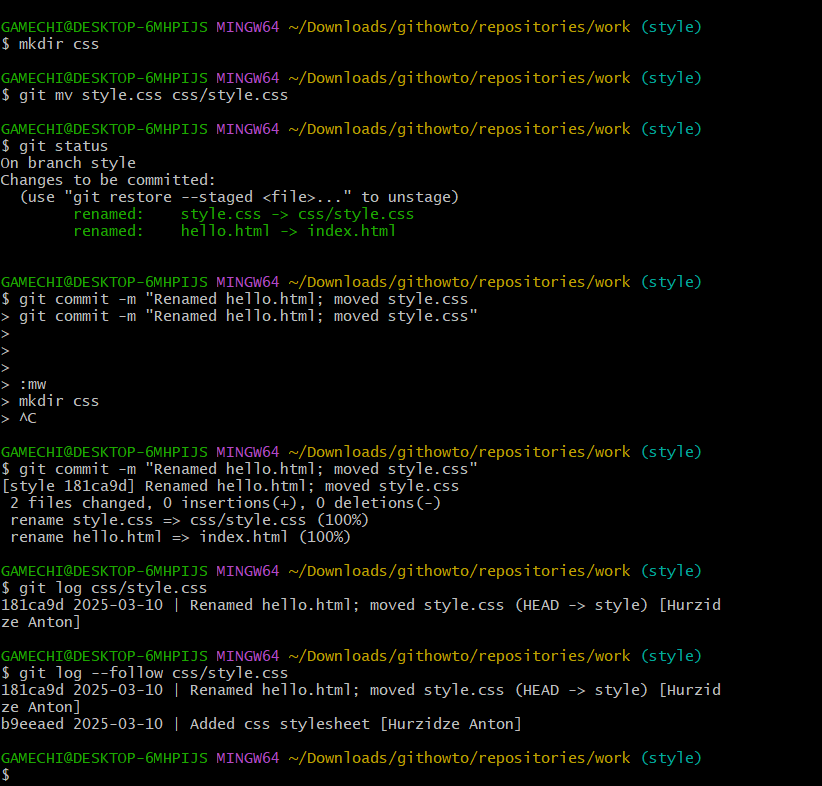 GAMECHI@DESKTOP-6MHPIJS MINGW64 ~/Downloads/githowto/repositories/work (style)
$ mkdir css
GAMECHI@DESKTOP-6MHPIJS MINGW64 ~/Downloads/githowto/repositories/work (style)
$ git mv style.css css/style.css
GAMECHI@DESKTOP-6MHPIJS MINGW64 ~/Downloads/githowto/repositories/work (style)
$ git status
On branch style
Changes to be committed:
  (use "git restore --staged <file>..." to unstage)
        renamed:    style.css -> css/style.css
        renamed:    hello.html -> index.html
GAMECHI@DESKTOP-6MHPIJS MINGW64 ~/Downloads/githowto/repositories/work (style)
$ git commit -m "Renamed hello.html; moved style.css
> git commit -m "Renamed hello.html; moved style.css"
>
>
>
> :mw
> mkdir css
> ^C
GAMECHI@DESKTOP-6MHPIJS MINGW64 ~/Downloads/githowto/repositories/work (style)
$ git commit -m "Renamed hello.html; moved style.css"
[style 181ca9d] Renamed hello.html; moved style.css
 2 files changed, 0 insertions(+), 0 deletions(-)
 rename style.css => css/style.css (100%)
 rename hello.html => index.html (100%)
GAMECHI@DESKTOP-6MHPIJS MINGW64 ~/Downloads/githowto/repositories/work (style)
$ git log css/style.css
181ca9d 2025-03-10 | Renamed hello.html; moved style.css (HEAD -> style) [Hurzid
ze Anton]
GAMECHI@DESKTOP-6MHPIJS MINGW64 ~/Downloads/githowto/repositories/work (style)
$ git log --follow css/style.css
181ca9d 2025-03-10 | Renamed hello.html; moved style.css (HEAD -> style) [Hurzid
ze Anton]
b9eeaed 2025-03-10 | Added css stylesheet [Hurzidze Anton]
GAMECHI@DESKTOP-6MHPIJS MINGW64 ~/Downloads/githowto/repositories/work (style)
$